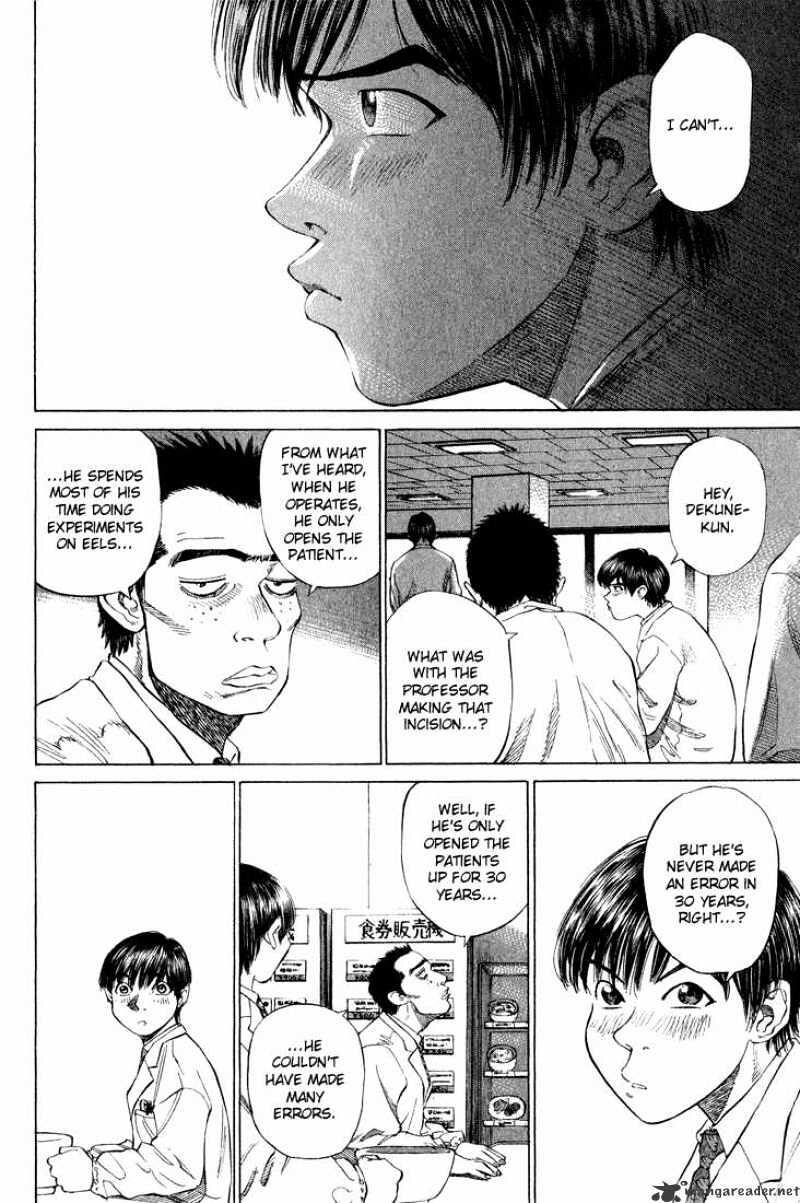 I CAN'T...
HEY,
DEKUNE-
KUN.
WHAT WAS
WITH THE
PROFESSOR
MAKING THAT
INCISION...?
FROM WHAT
I'VE HEARD,
WHEN HE
OPERATES,
HE ONLY
OPENS THE
PATIENT...
...HE SPENDS
MOST OF HIS
TIME DOING
EXPERIMENTS
ON EELS...
BUT HE'S
NEVER MADE
AN ERROR IN
30 YEARS,
RIGHT...?
WELL, IF
HE'S ONLY
OPENED THE
PATIENTS
UP FOR 30
YEARS...
食券販売機
...HE
COULDN'T
HAVE MADE
MANY
ERRORS.
mangareader.net